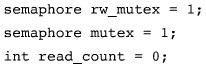 semaphore rw_mutex = 1;
semaphore mutex = 1;
int read_count = 0;